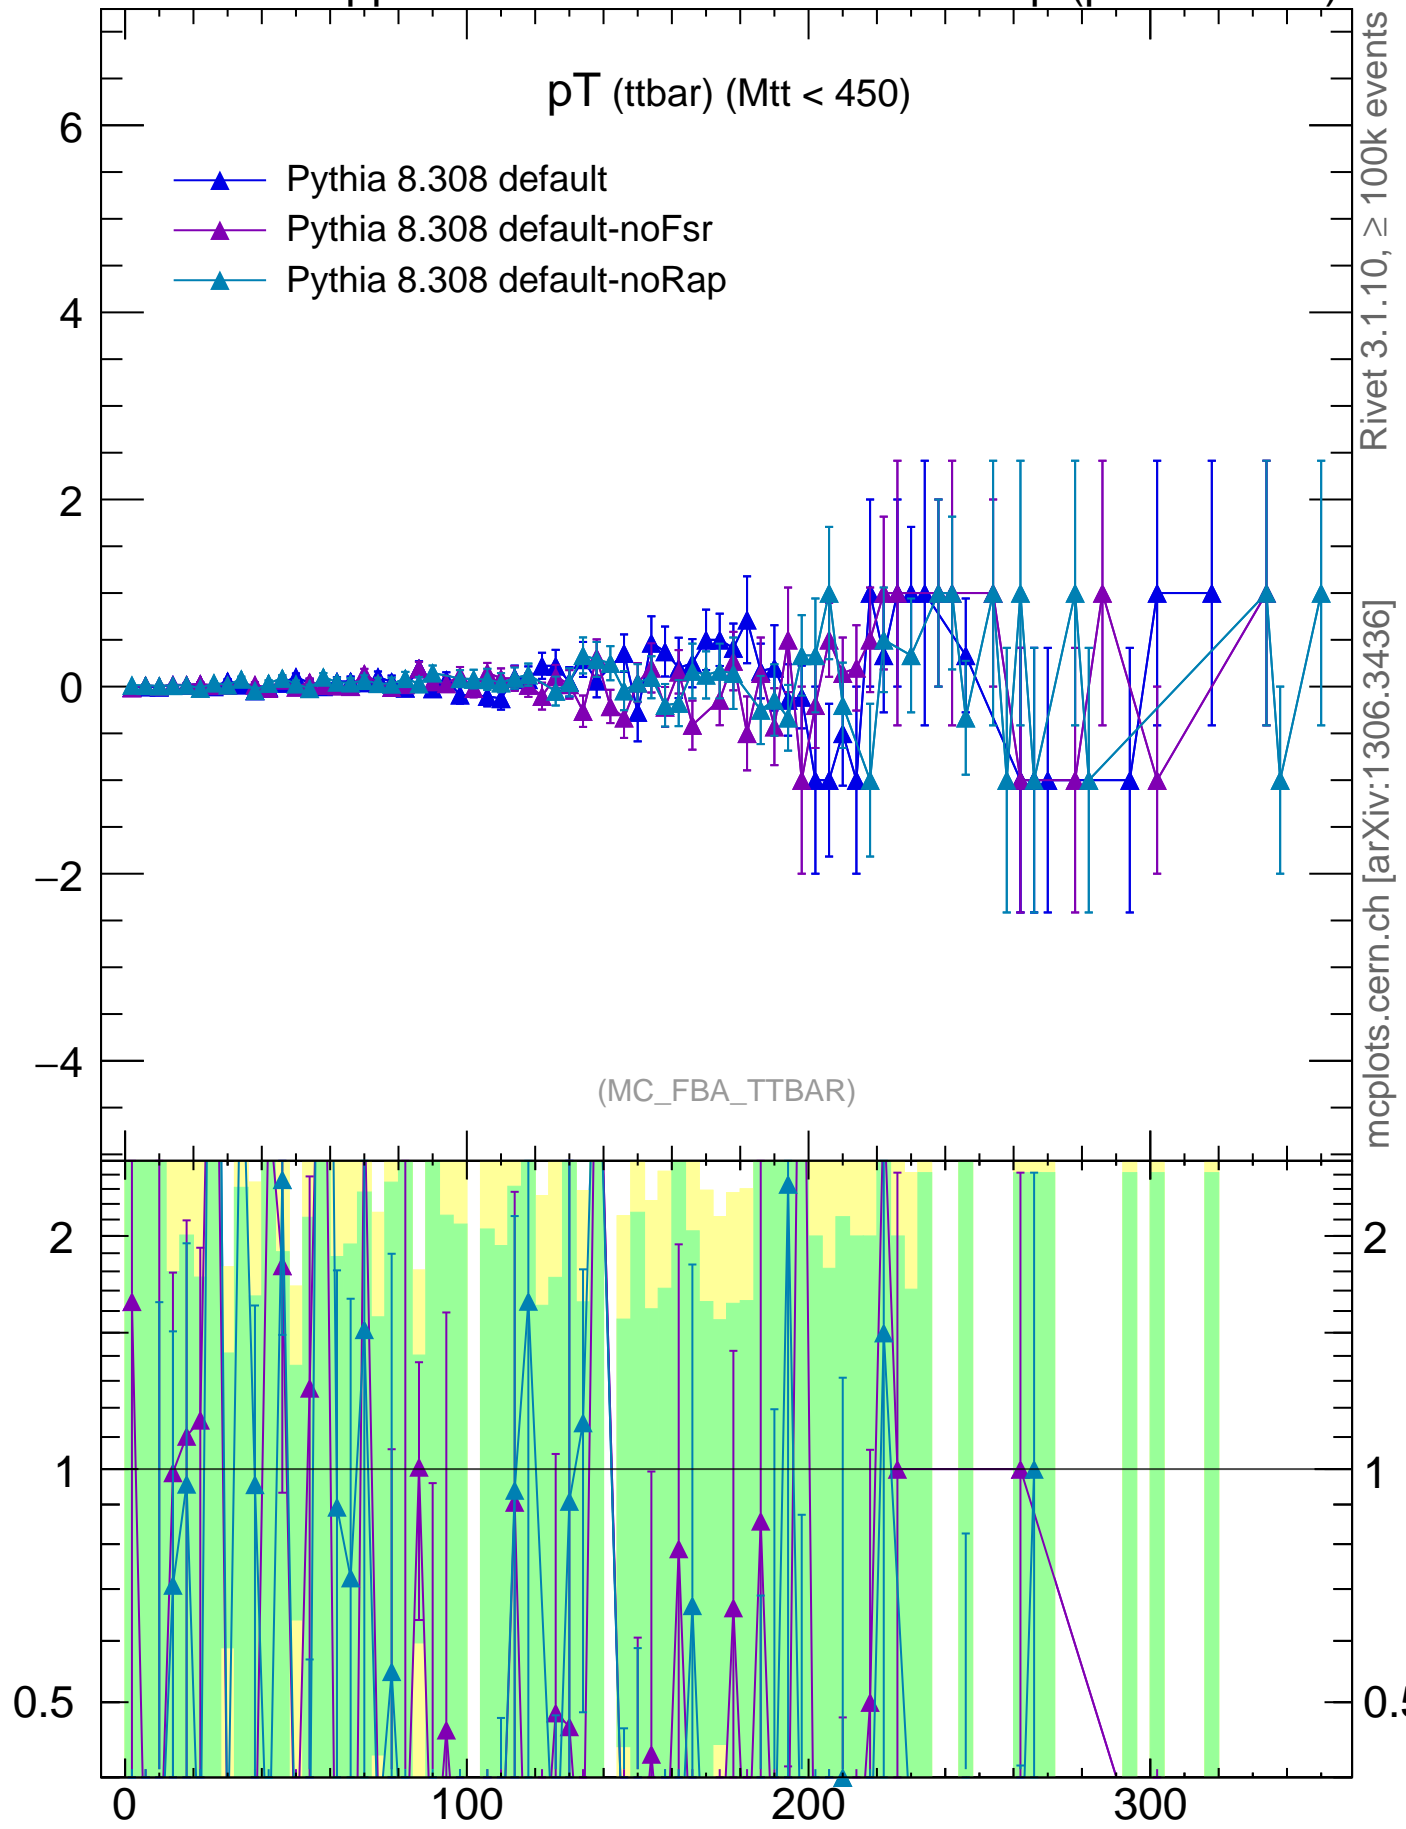 pT (ttbar) (Mtt < 450)
Pythia 8.308 default
Pythia 8.308 default-noFsr
Pythia 8.308 default-noRap
6
4
2
0
−2
−4
(MC_FBA_TTBAR)
Rivet 3.1.10, ≥ 100k events
mcplots.cern.ch [arXiv:1306.3436]
2
1
0.5
2
1
0.5
0
100
200
300